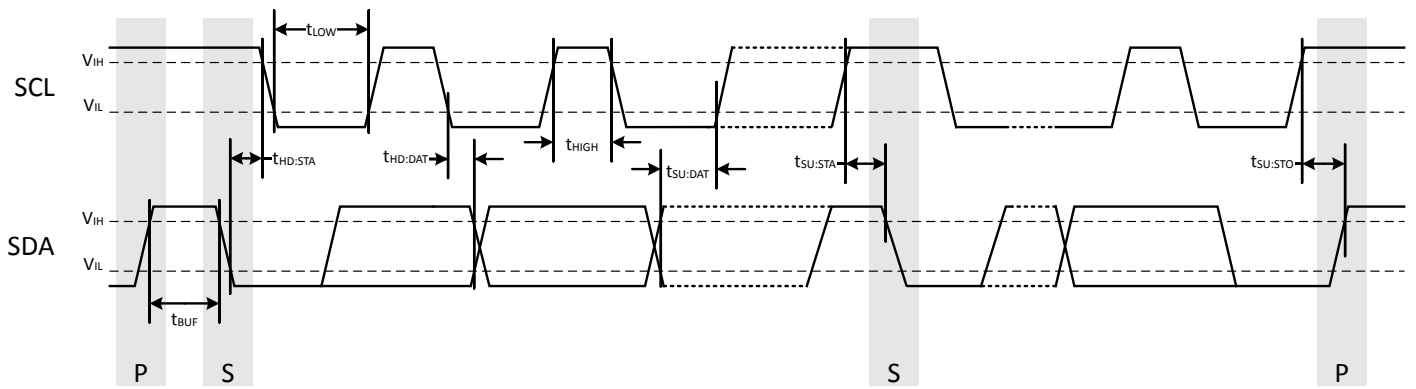 tLOW
VIH
SCL
VIL
tHD:STA
tHD:DAT
tHIGH
tSU:DAT
tSU:STA
tSU:STO
VIH
SDA
VIL
tBUF
P
S
S
P